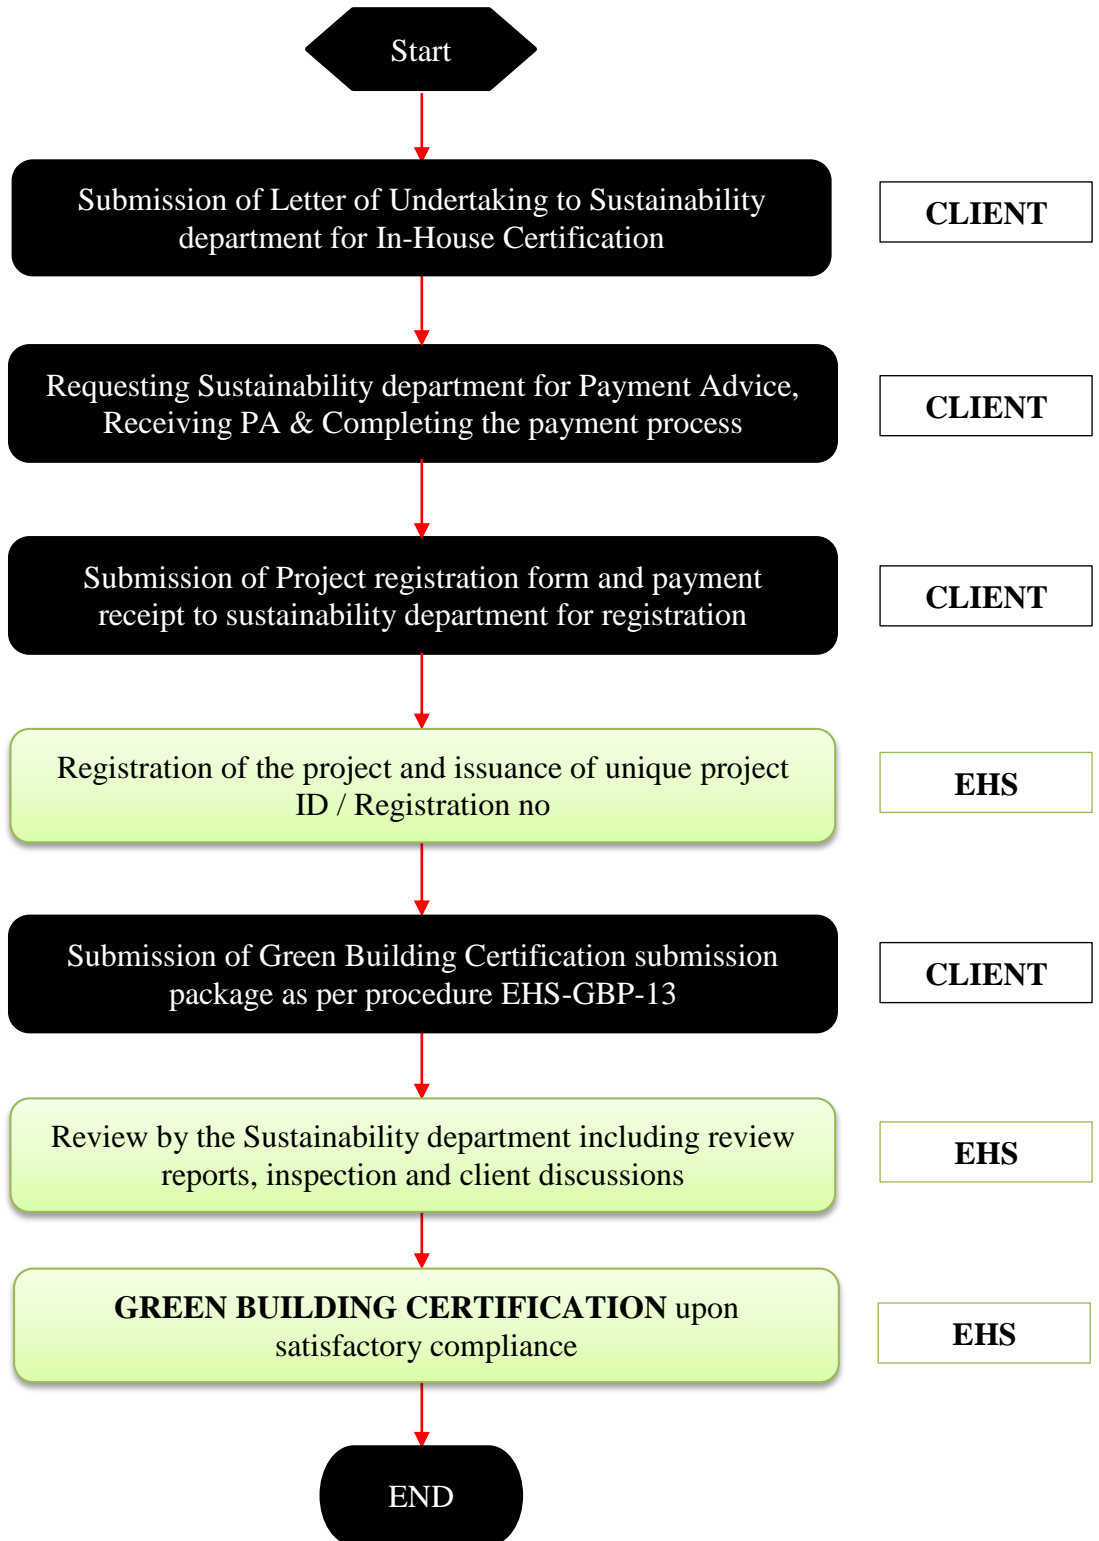 Start
Submission of Letter of Undertaking to Sustainability
department for In-House Certification
CLIENT
Requesting Sustainability department for Payment Advice,
Receiving PA & Completing the payment process
CLIENT
Submission of Project registration form and payment
receipt to sustainability department for registration
CLIENT
Registration of the project and issuance of unique project
ID / Registration no
EHS
Submission of Green Building Certification submission
package as per procedure EHS-GBP-13
CLIENT
Review by the Sustainability department including review
reports, inspection and client discussions
EHS
GREEN BUILDING CERTIFICATION upon
satisfactory compliance
EHS
END